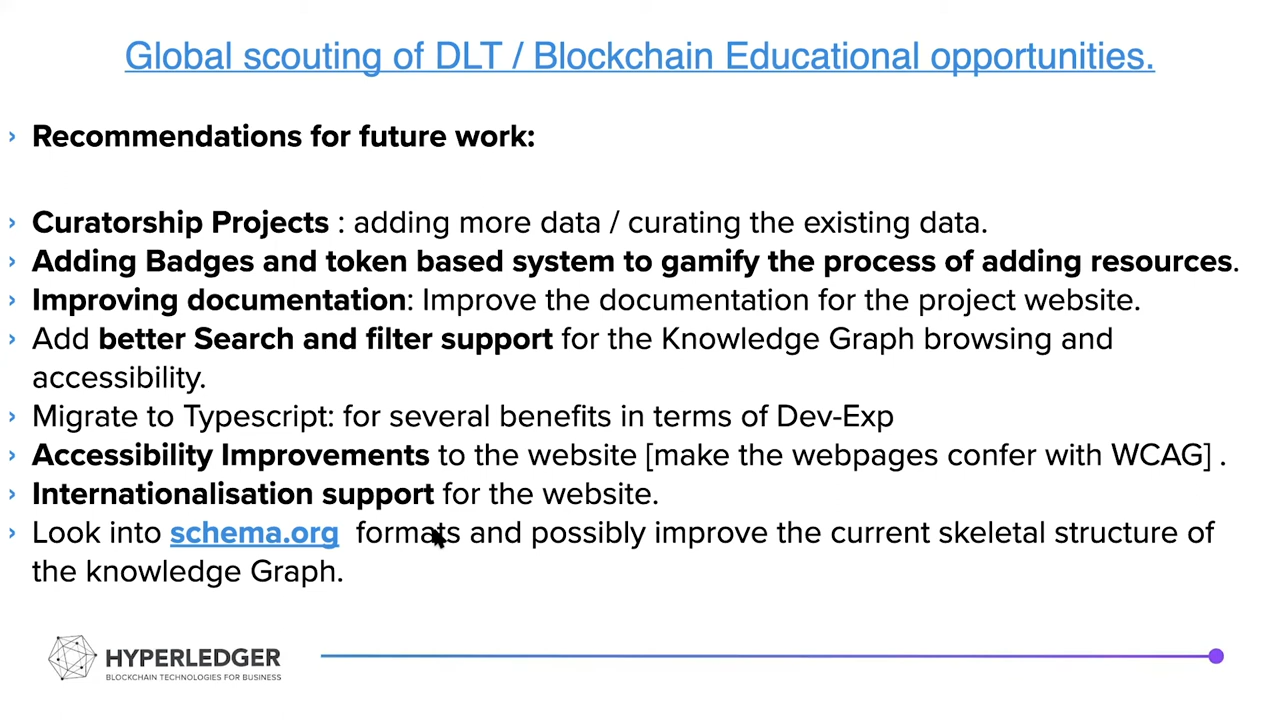 Global scouting of DLT / Blockchain Educational opportunities.
› Recommendations for future work:
› Curatorship Projects : adding more data / curating the existing data.
› Adding Badges and token based system to gamify the process of adding resources.
› Improving documentation: Improve the documentation for the project website.
› Add better Search and filter support for the Knowledge Graph browsing and
accessibility.
› Migrate to Typescript: for several benefits in terms of Dev-Exp
› Accessibility Improvements to the website [make the webpages confer with WCAG] .
› Internationalisation support for the website.
› Look into schema.org formats and possibly improve the current skeletal structure of
the knowledge Graph.
HYPERLEDGER
BLOCKCHAIN TECHNOLOGIES FOR BUSINESS